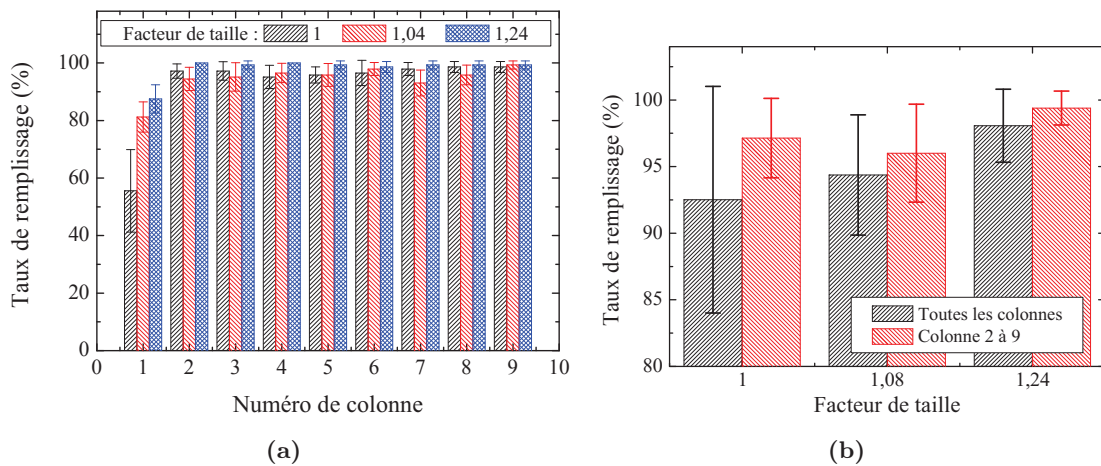 Facteur de taille : 1 1,04 1,24
100
80
60
40
20
0
Taux de remplissage (%)
0 1 2 3 4 5 6 7 8 9 10
Numéro de colonne
(a)
100
95
90
85
80
Taux de remplissage (%)
Toutes les colonnes
Colonne 2 à 9
1 1,08 1,24
Facteur de taille
(b)